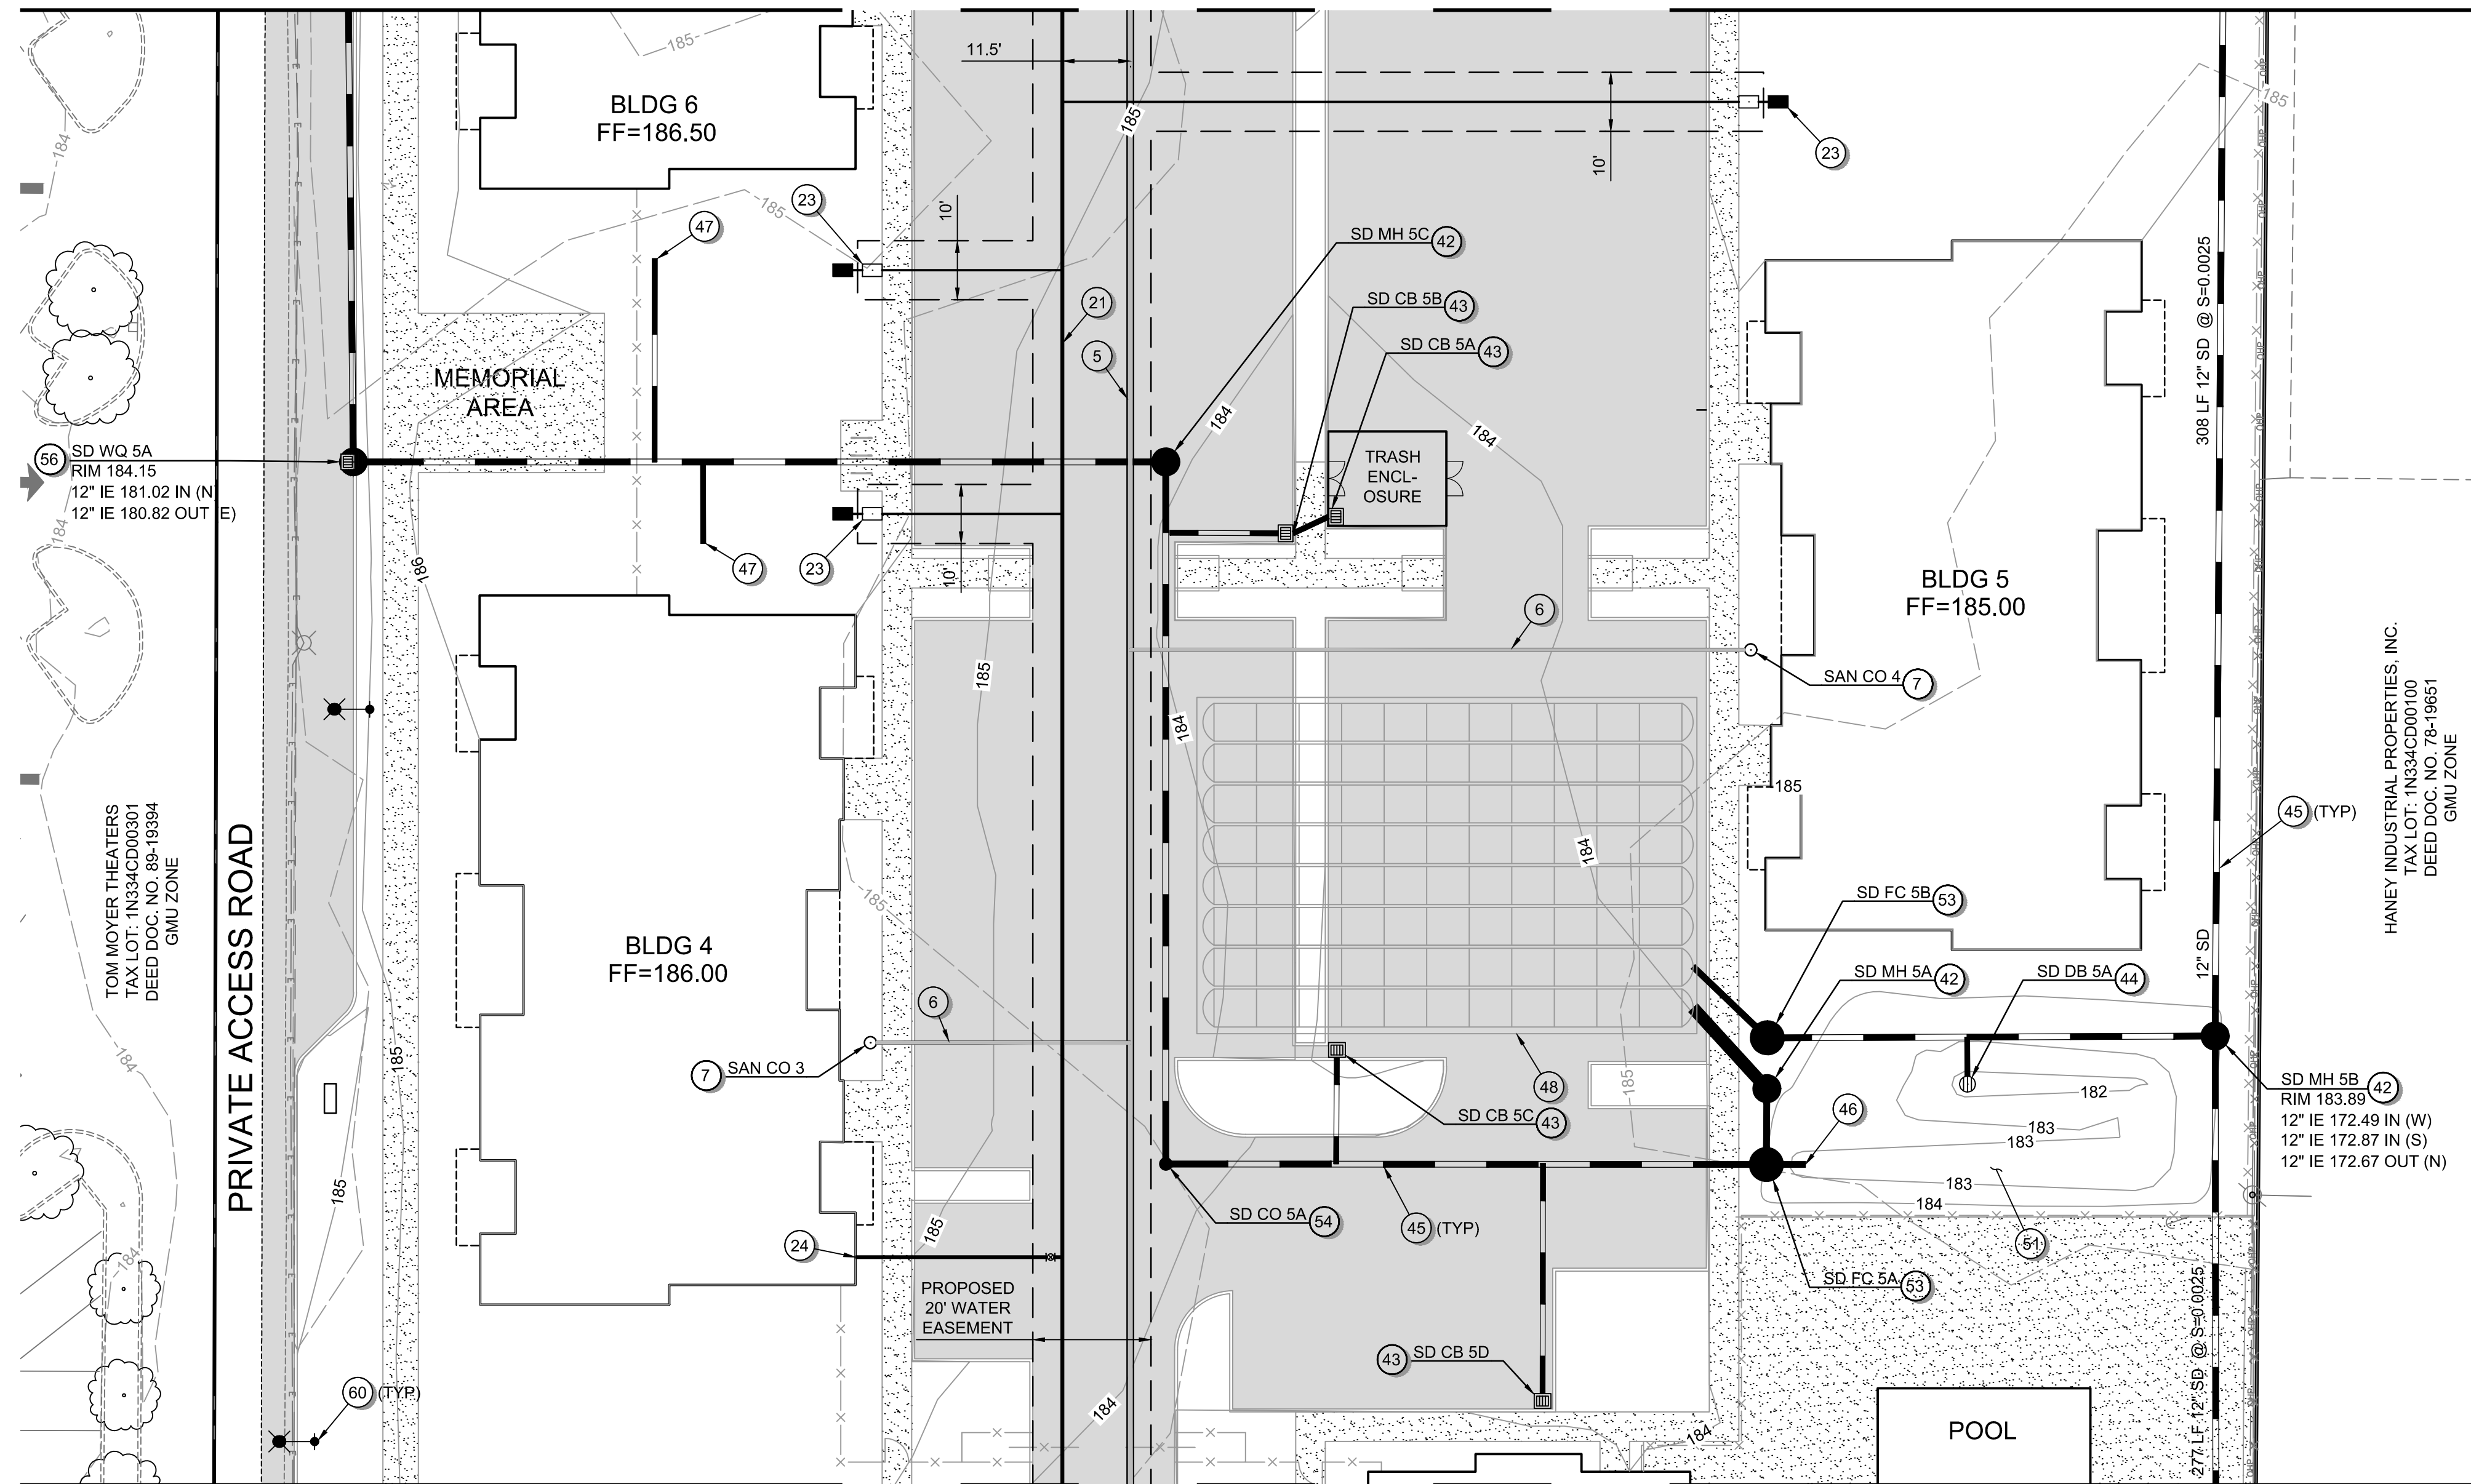 185
11.5'
BLDG 6
FF=186.50
184
185
185
10'
23
23
10'
185
47
SD MH 5C 42
21
SD CB 5B 43
5
SD CB 5A 43
308 LF 12" SD @ S=0.0025
MEMORIAL
AREA
184
184
56 SD WQ 5A
RIM 184.15
12" IE 181.02 IN (N
12" IE 180.82 OUT (E)
TRASH
ENCL-
OSURE
184
186
47
23
10'
BLDG 5
FF=185.00
6
185
SAN CO 4 7
184
HANEY INDUSTRIAL PROPERTIES, INC.
TAX LOT: 1N334CD00100
DEED DOC. NO. 78-19651
GMU ZONE
185
45 (TYP)
TOM MOYER THEATERS
TAX LOT: 1N334CD00301
DEED DOC. NO. 89-19394
GMU ZONE
PRIVATE ACCESS ROAD
184
185
SD FC 5B 53
BLDG 4
FF=186.00
12" SD
SD MH 5A 42
SD DB 5A 44
6
184
185
7 SAN CO 3
185
48
SD CB 5C 43
46
182
183
183
183
184
SD MH 5B 42
RIM 183.89
12" IE 172.49 IN (W)
12" IE 172.87 IN (S)
12" IE 172.67 OUT (N)
185
SD CO 5A 54
45 (TYP)
185
24
51
184
SD FC 5A 53
PROPOSED
20' WATER
EASEMENT
43 SD CB 5D
277 LF 12" SD @ S=0.0025
60 (TYP)
184
184
POOL
OHP